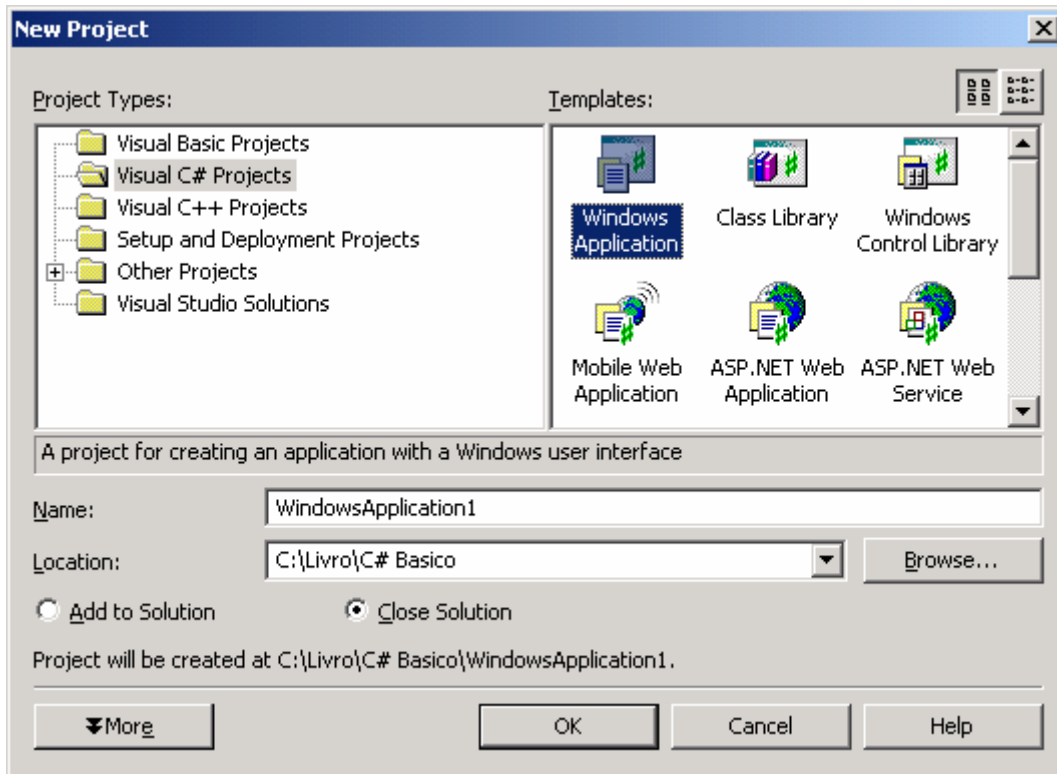 New Project
Project Types:
Templates:
Visual Basic Projects
Visual C# Projects
Visual C++ Projects
Setup and Deployment Projects
Other Projects
Visual Studio Solutions
Windows
Application
Class Library
Windows
Control Library
Mobile Web
Application
ASP.NET Web
Application
ASP.NET Web
Service
A project for creating an application with a Windows user interface
Name:
WindowsApplication1
Location:
C:\Livro\C# Basico
Browse...
Add to Solution
Close Solution
Project will be created at C:\Livro\C# Basico\WindowsApplication1.
More
OK
Cancel
Help